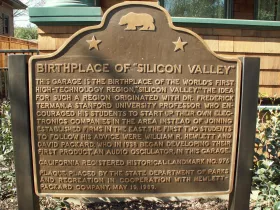 BIRTHPLACE OF "SILICON VALLEY"
THIS GARAGE IS THE BIRTHPLACE OF THE WORLD'S FIRST
HIGH-TECHNOLOGY REGION, "SILICON VALLEY." THE IDEA
FOR SUCH A REGION ORIGINATED WITH DR. FREDERICK
TERMAN, A STANFORD UNIVERSITY PROFESSOR WHO EN-
COURAGED HIS STUDENTS TO START UP THEIR OWN ELEC-
TRONICS COMPANIES IN THE AREA INSTEAD OF JOINING
ESTABLISHED FIRMS IN THE EAST. THE FIRST TWO STUDENTS
TO FOLLOW HIS ADVICE WERE WILLIAM R. HEWLETT AND
DAVID PACKARD, WHO IN 1938 BEGAN DEVELOPING THEIR
FIRST PRODUCT, AN AUDIO OSCILLATOR, IN THIS GARAGE.
CALIFORNIA REGISTERED HISTORICAL LANDMARK NO. 976
PLAQUE PLACED BY THE STATE DEPARTMENT OF PARKS
AND RECREATION IN COOPERATION WITH HEWLETT-
PACKARD COMPANY, MAY 19, 1989.